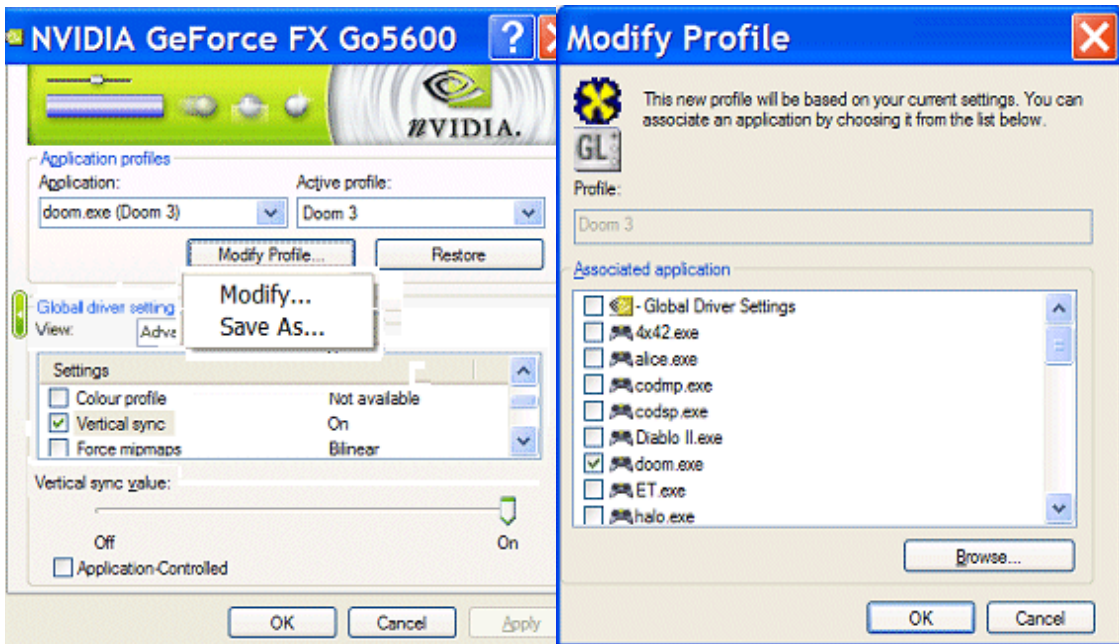 NVIDIA GeForce FX Go5600
nVIDIA.
Application profiles
Application: Active profile:
doom.exe (Doom 3) Doom 3
Modify Profile... Restore
Modify...
Save As...
Global driver setting
View: Adva
Settings
Colour profile Not available
Vertical sync On
Force mipmaps Bilinear
Vertical sync value:
Off On
Application-Controlled
OK Cancel Apply
Modify Profile
This new profile will be based on your current settings. You can
associate an application by choosing it from the list below.
GL
Profile:
Doom 3
Associated application
- Global Driver Settings
4x42.exe
alice.exe
codmp.exe
codsp.exe
Diablo II.exe
doom.exe
ET.exe
halo.exe
Browse...
OK Cancel